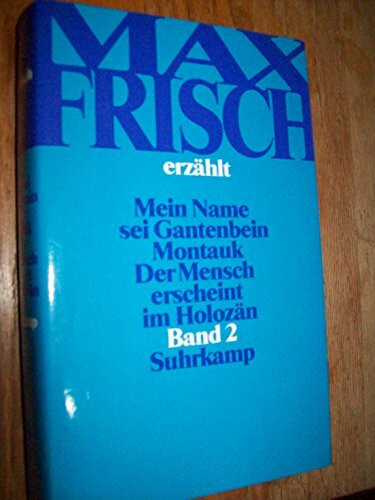 MAX
FRISCH
erzählt
Mein Name
sei Gantenbein
Montauk
Der Mensch
erscheint
im Holozän
Band 2
Suhrkamp